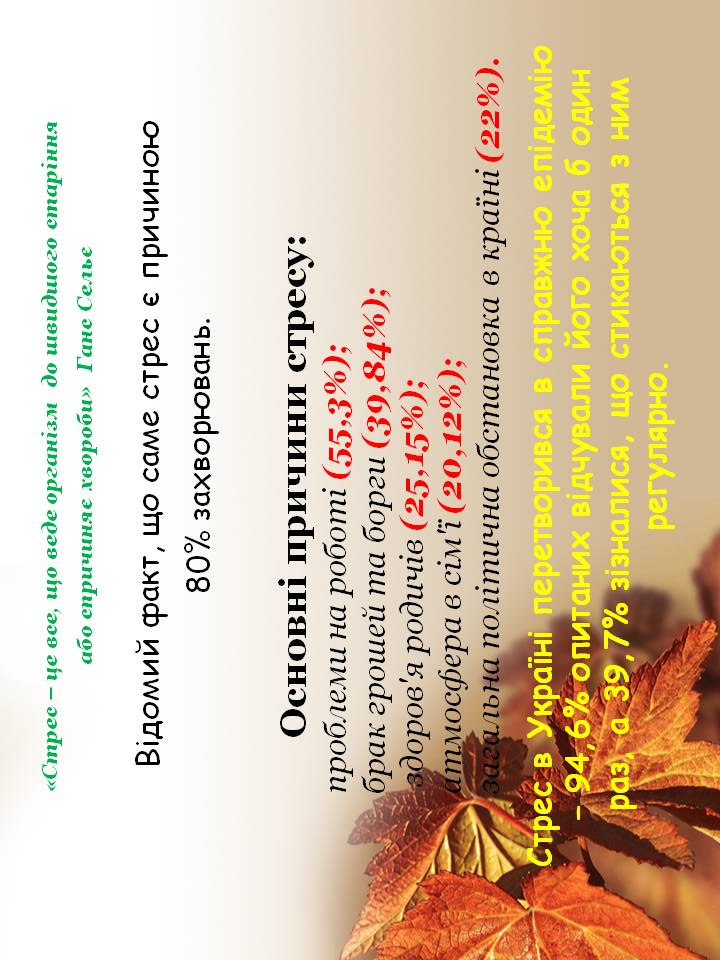 «Стрес – це все, що веде організм до швидшого старіння
або спричиняє хвороби» Ганс Сельє
Відомий факт, що саме стрес є причиною
80% захворювань.
Основні причини стресу:
проблеми на роботі (55,3%);
брак грошей та борги (39,84%);
здоров'я родичів (25,15%);
атмосфера в сім'ї (20,12%);
загальна політична обстановка в країні (22%).
Стрес в Україні перетворився в справжню епідемію
– 94,6% опитаних відчували його хоча б один
раз, а 39,7% зізналися, що стикаються з ним
регулярно.